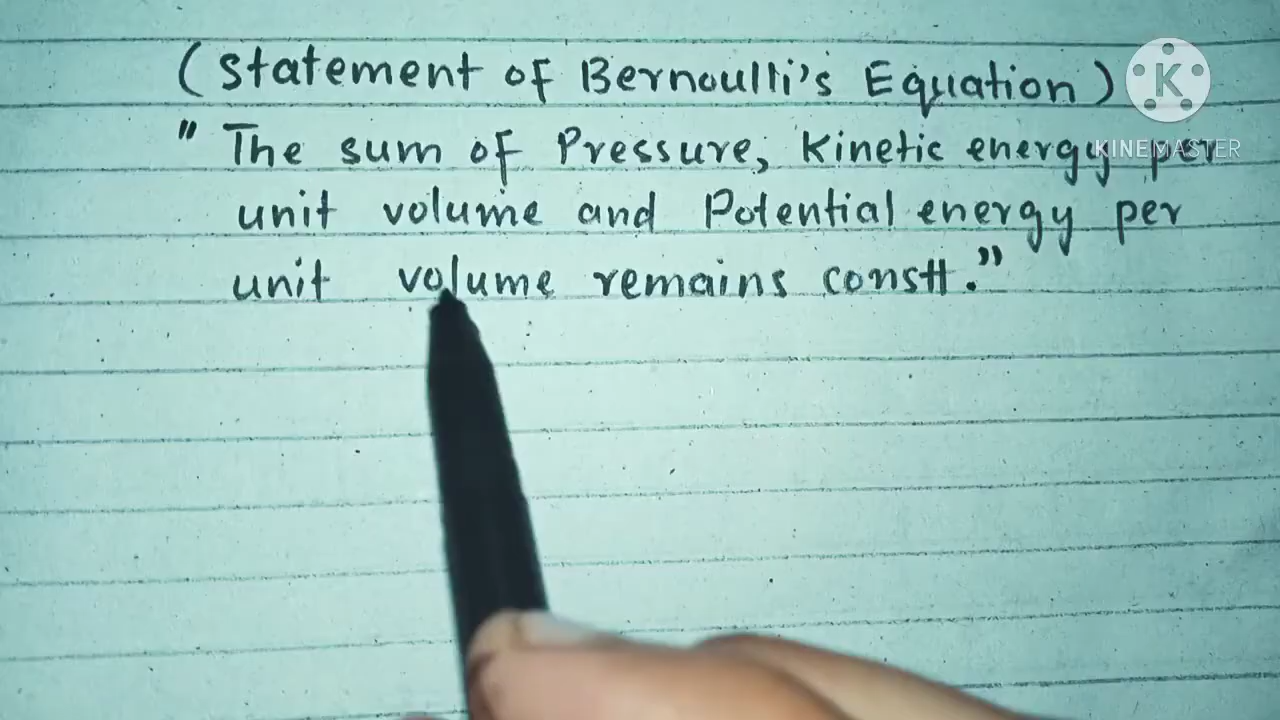 (Statement of Bernoulli's Equation)
" The sum of Pressure, Kinetic energy per
unit volume and Potential energy per
unit volume remains constt."
K
KINEMASTER